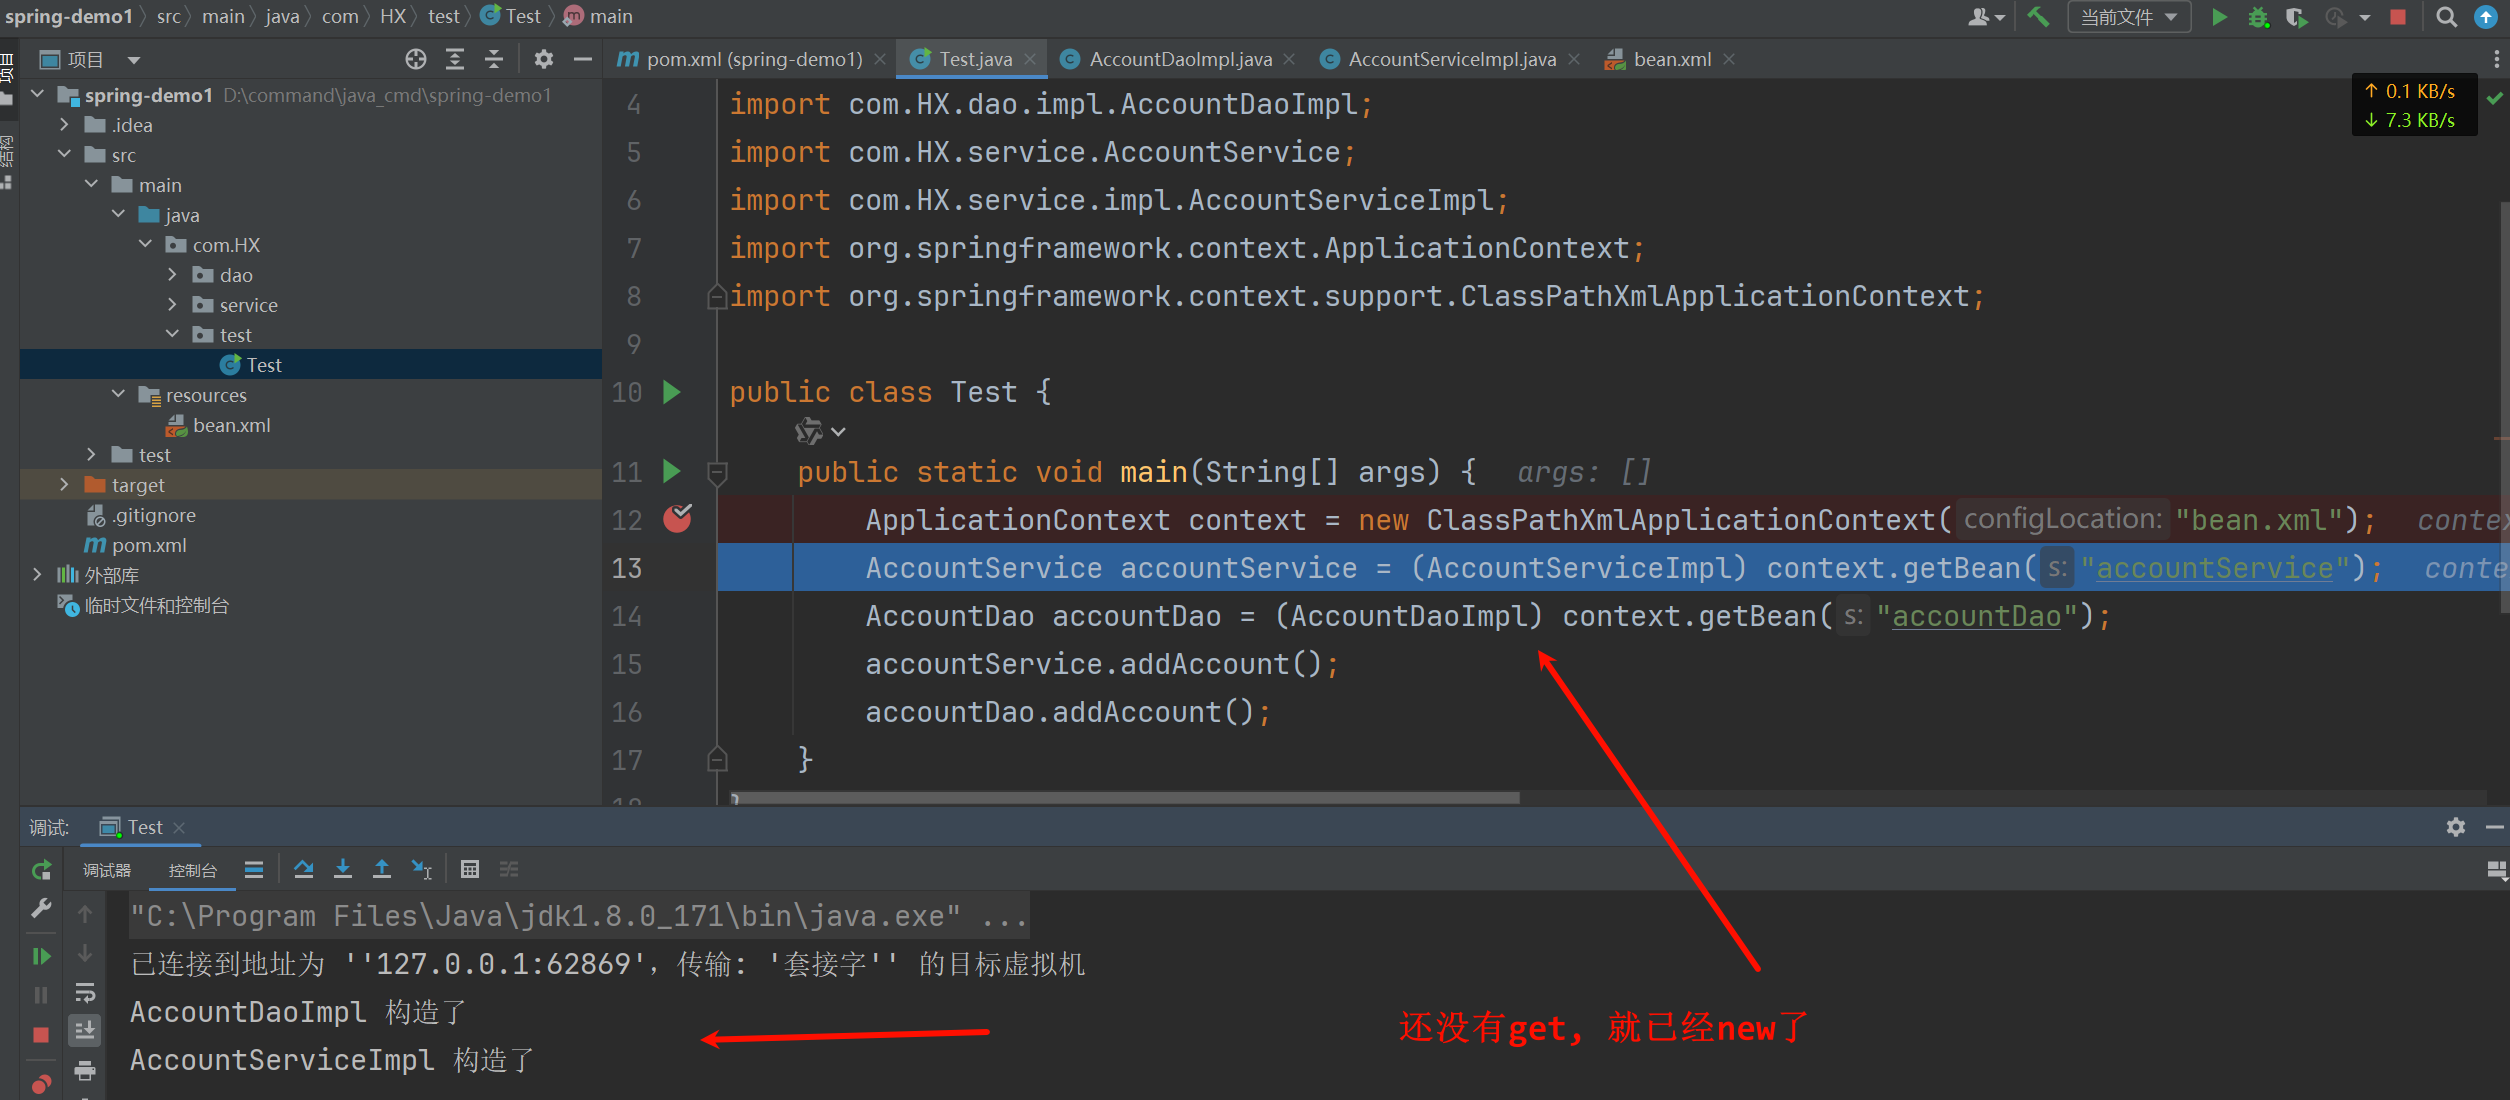 spring-demo1 〉 src 〉 main 〉 java 〉 com 〉 HX 〉 test 〉 Test 〉 main
当前文件
项目
pom.xml (spring-demo1)
Test.java
AccountDaoImpl.java
AccountServiceImpl.java
bean.xml
项目
结构
spring-demo1 D:\command\java_cmd\spring-demo1
.idea
src
main
java
com.HX
dao
service
test
Test
resources
bean.xml
test
target
.gitignore
pom.xml
外部库
临时文件和控制台
↑ 0.1 KB/s
↓ 7.3 KB/s
4 import com.HX.dao.impl.AccountDaoImpl;
5 import com.HX.service.AccountService;
6 import com.HX.service.impl.AccountServiceImpl;
7 import org.springframework.context.ApplicationContext;
8 import org.springframework.context.support.ClassPathXmlApplicationContext;
9
10 public class Test {
11 public static void main(String[] args) { args: []
12 ApplicationContext context = new ClassPathXmlApplicationContext( configLocation: "bean.xml"); contex
13 AccountService accountService = (AccountServiceImpl) context.getBean( s: "accountService"); conte
14 AccountDao accountDao = (AccountDaoImpl) context.getBean( s: "accountDao");
15 accountService.addAccount();
16 accountDao.addAccount();
17 }
}
调试: Test
调试器 控制台
"C:\Program Files\Java\jdk1.8.0_171\bin\java.exe" ...
已连接到地址为 ''127.0.0.1:62869'，传输: '套接字'' 的目标虚拟机
AccountDaoImpl 构造了
AccountServiceImpl 构造了
还没有get, 就已经new了